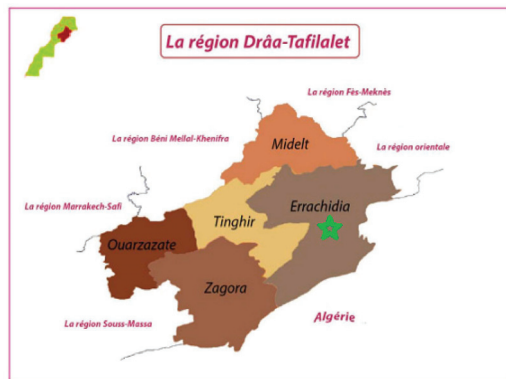 La région Drâa-Tafilalet
La région Fès-Meknès
La région Béni Mellal-Khenifra
Midelt
La région orientale
La région Marrakech-Safi
Tinghir
Errachidia
Ouarzazate
Zagora
La région Souss-Massa
Algérie